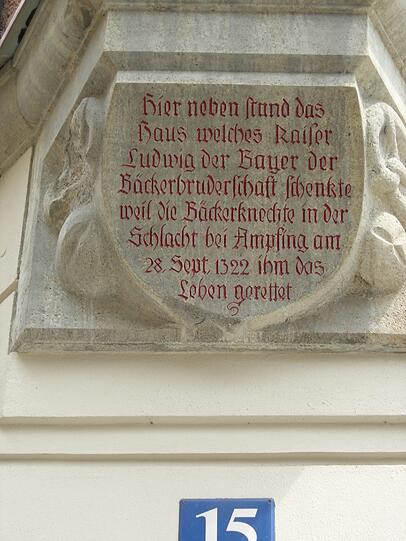 Hier neben stand das
Haus welches Kaiser
Ludwig der Bayer der
Bäckerbruderschaft schenkte
weil die Bäckerknechte in der
Schlacht bei Ampfing am
28. Sept. 1322 ihm das
Leben gerettet
15